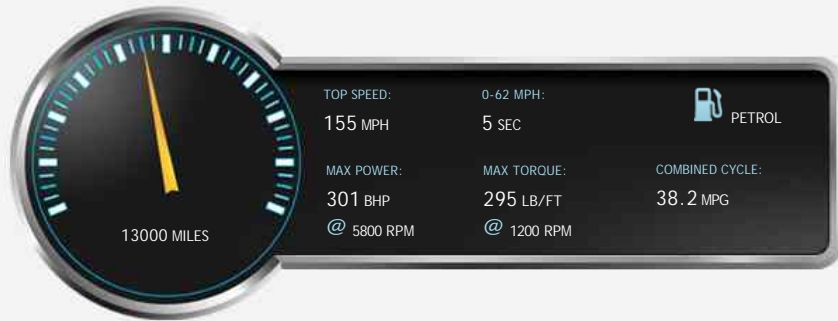 TOP SPEED:
155 MPH
0-62 MPH:
5 SEC
PETROL
MAX POWER:
301 BHP
@ 5800 RPM
MAX TORQUE:
295 LB/FT
@ 1200 RPM
COMBINED CYCLE:
38.2 MPG
13000 MILES